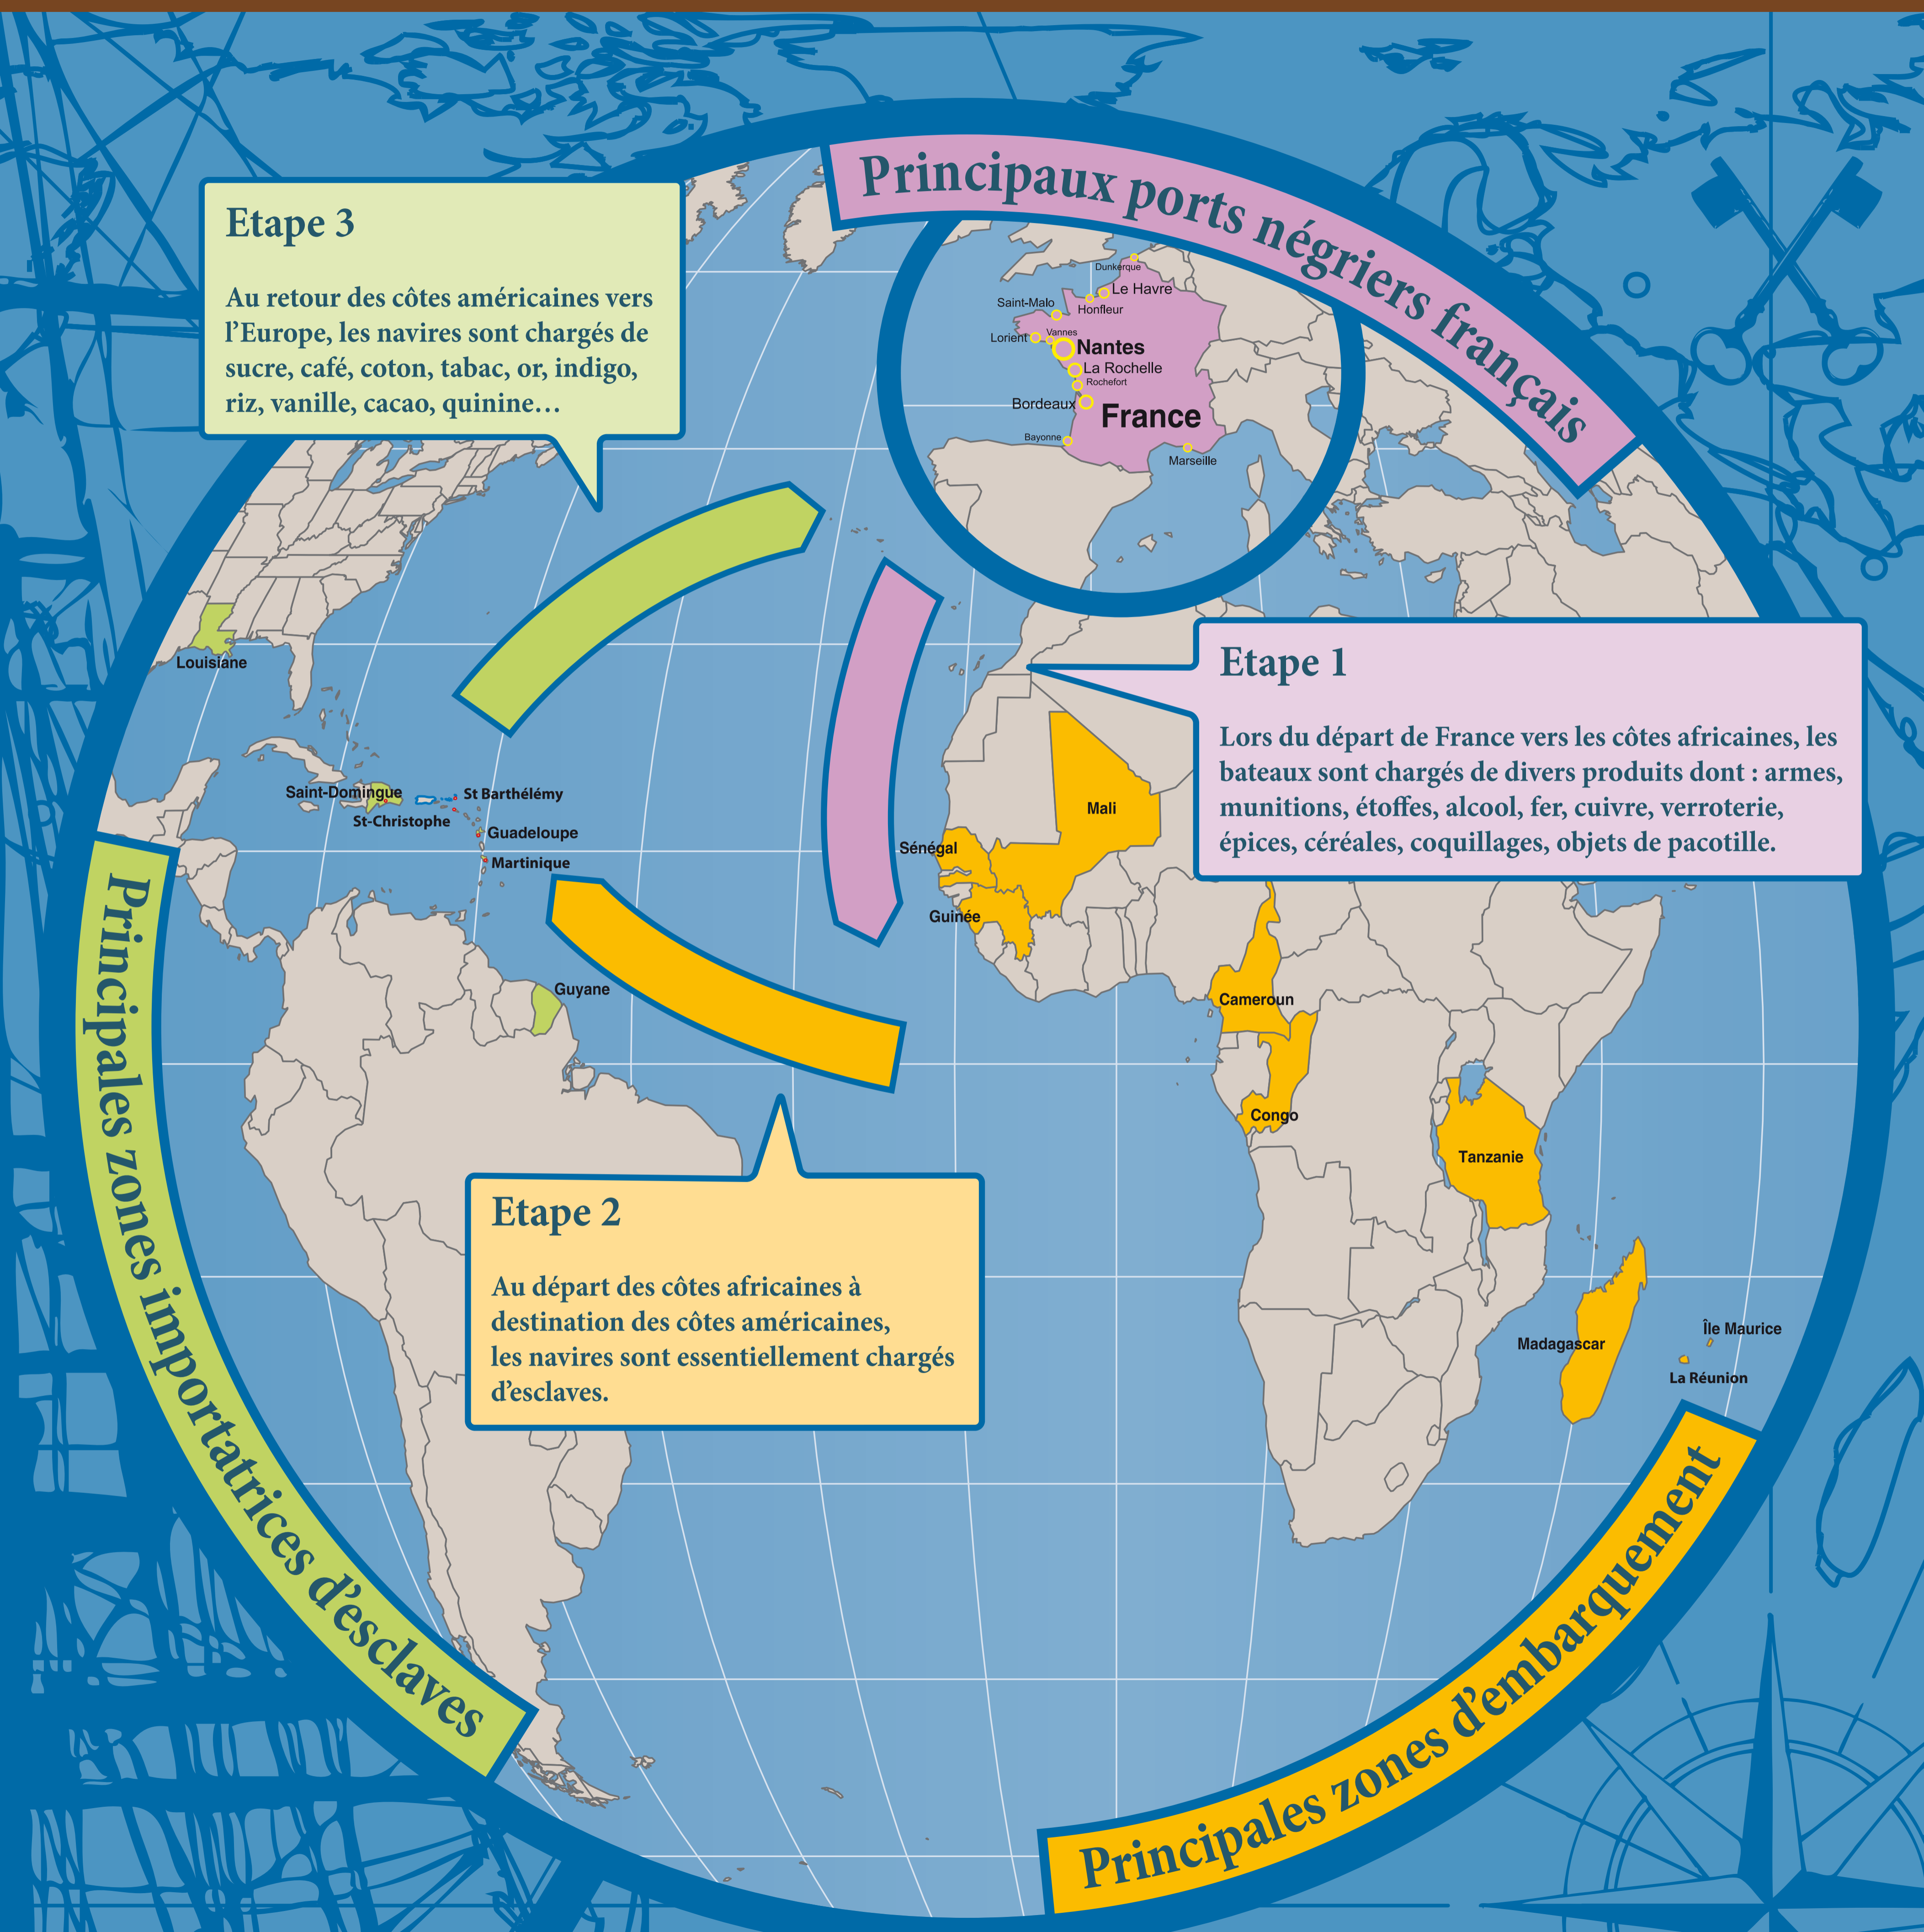 Principaux ports négriers français
Etape 3
Au retour des côtes américaines vers
l'Europe, les navires sont chargés de
sucre, café, coton, tabac, or, indigo,
riz, vanille, cacao, quinine…
Dunkerque
Le Havre
Saint-Malo
Honfleur
Vannes
Lorient
Nantes
La Rochelle
Rochefort
Bordeaux
France
Bayonne
Marseille
Etape 1
Lors du départ de France vers les côtes africaines, les
bateaux sont chargés de divers produits dont : armes,
munitions, étoffes, alcool, fer, cuivre, verroterie,
épices, céréales, coquillages, objets de pacotille.
Louisiane
Saint-Domingue
St Barthélémy
St-Christophe
Guadeloupe
Martinique
Guyane
Mali
Sénégal
Guinée
Cameroun
Congo
Tanzanie
Madagascar
Île Maurice
La Réunion
Etape 2
Au départ des côtes africaines à
destination des côtes américaines,
les navires sont essentiellement chargés
d'esclaves.
Principales zones importatrices d'esclaves
Principales zones d'embarquement